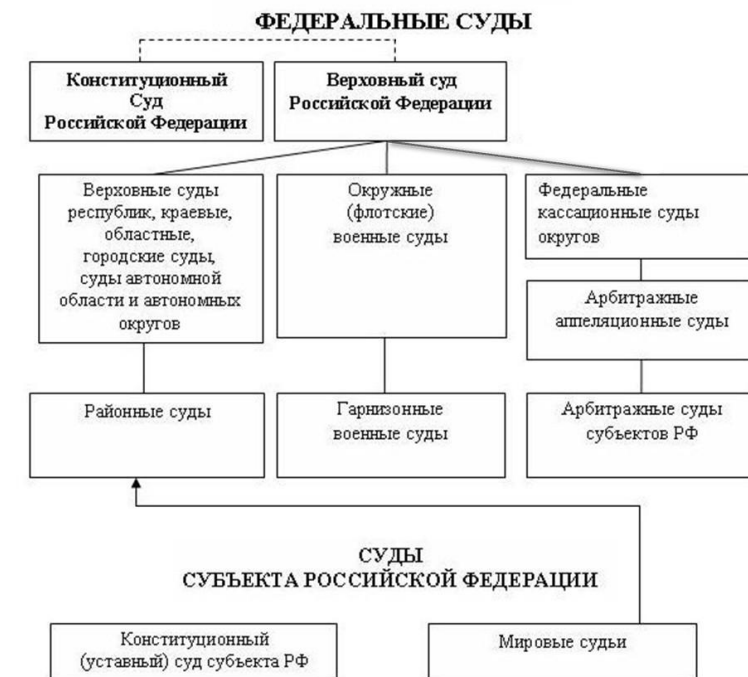 ФЕДЕРАЛЬНЫЕ СУДЫ
Конституционный
Суд
Российской Федерации
Верховный суд
Российской Федерации
Верховные суды
республик, краевые,
областные,
городские суды,
суды автономной
области и автономных
округов
Окружные
(флотские)
военные суды
Федеральные
кассационные суды
округов
Арбитражные
аппеляционные суды
Районные суды
Гарнизонные
военные суды
Арбитражные суды
субъектов РФ
СУДЫ
СУБЪЕКТА РОССИЙСКОЙ ФЕДЕРАЦИИ
Конституционный
(уставный) суд субъекта РФ
Мировые судьи